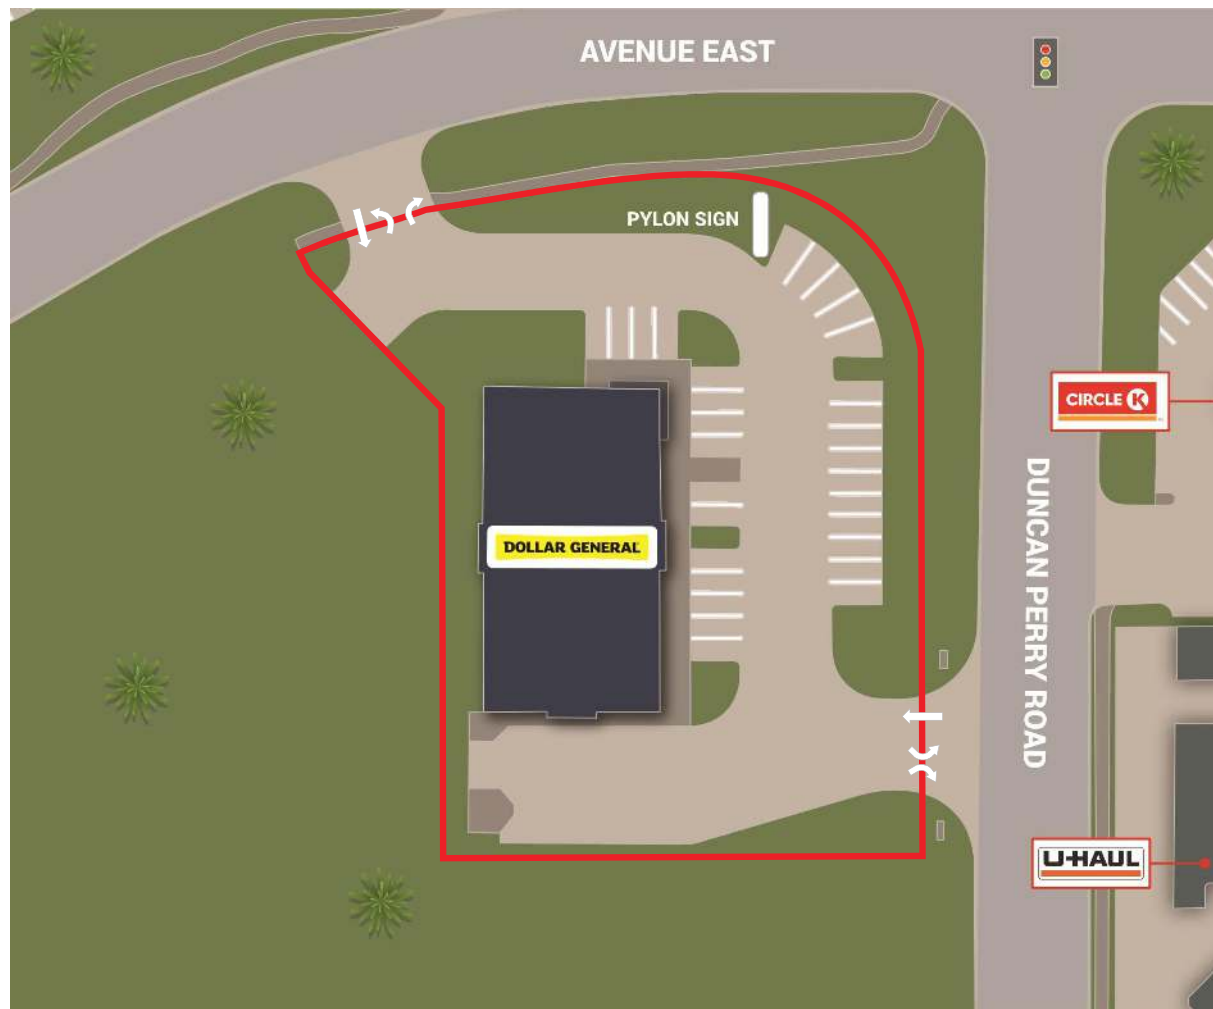 AVENUE EAST
PYLON SIGN
CIRCLE K
DOLLAR GENERAL
DUNCAN PERRY ROAD
U-HAUL